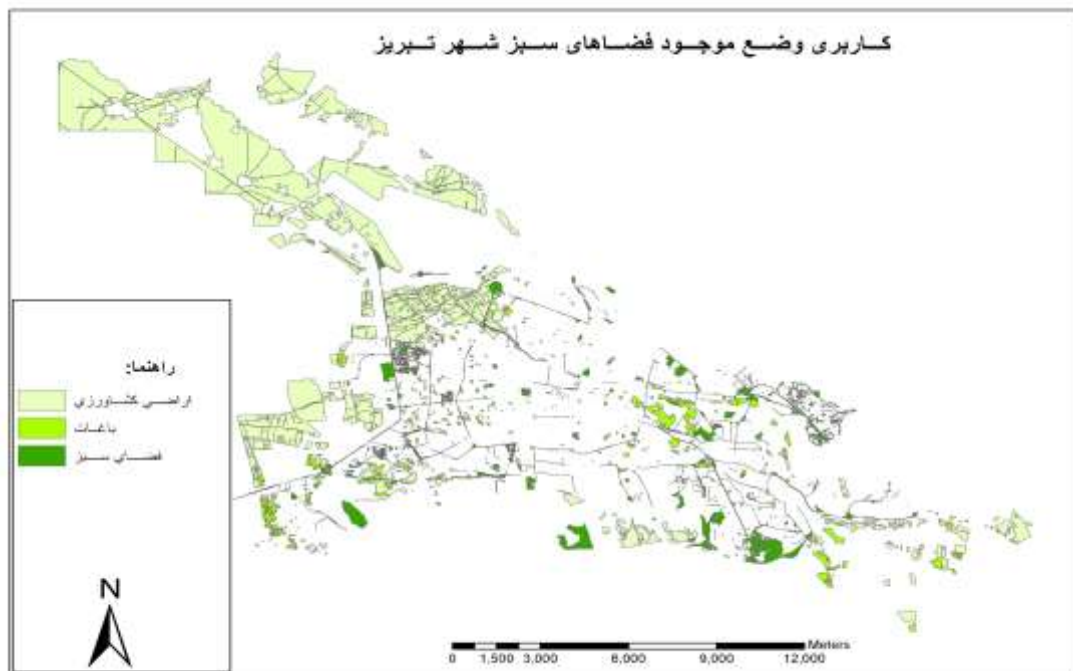 کاربری وضع موجود فضاهای سبز شهر تبریز
راهنما:
اراضی کشاورزی
باغات
فضای سبز
N
Meters
0 1,500 3,000 6,000 9,000 12,000